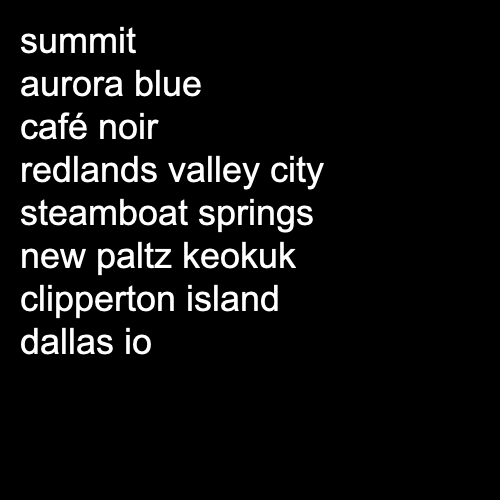 summit
aurora blue
café noir
redlands valley city
steamboat springs
new paltz keokuk
clipperton island
dallas io